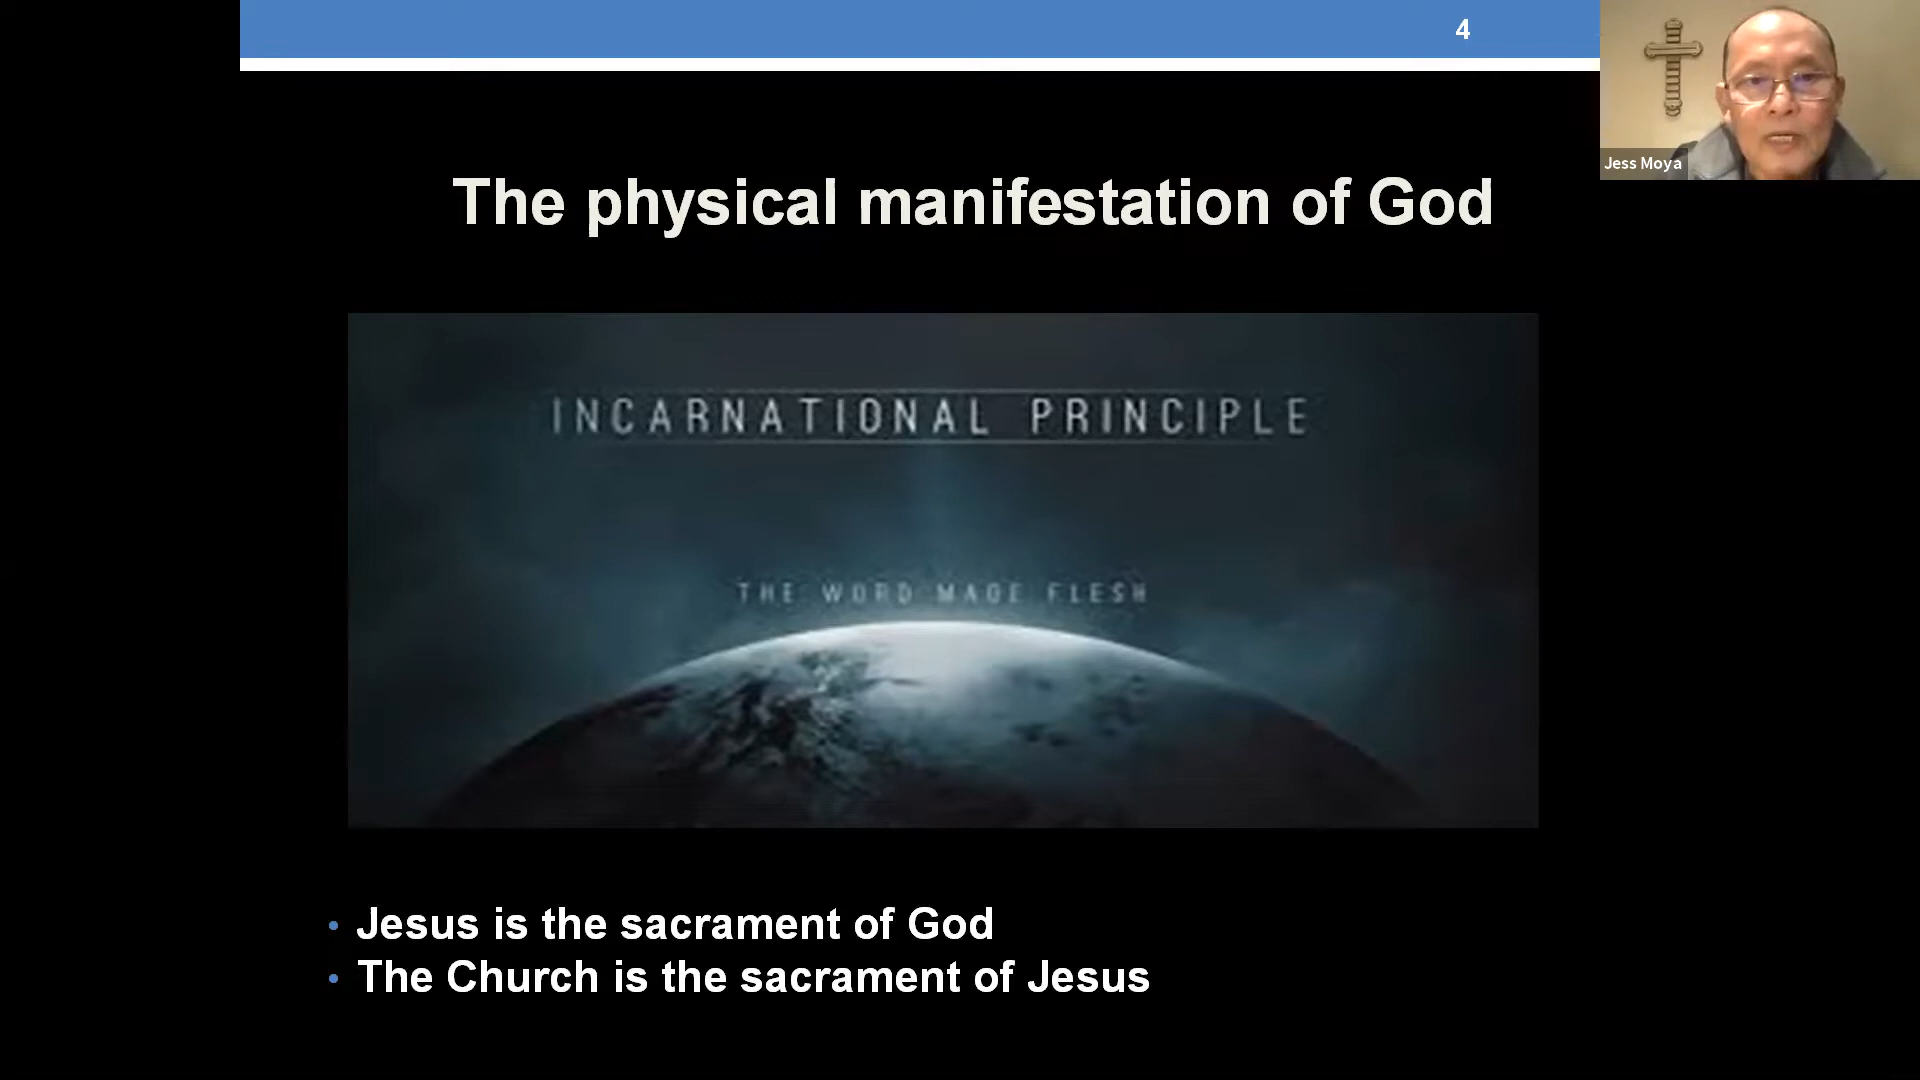 4
Jess Moya
The physical manifestation of God
INCARNATIONAL PRINCIPLE
THE WORD MADE FLESH
• Jesus is the sacrament of God
• The Church is the sacrament of Jesus